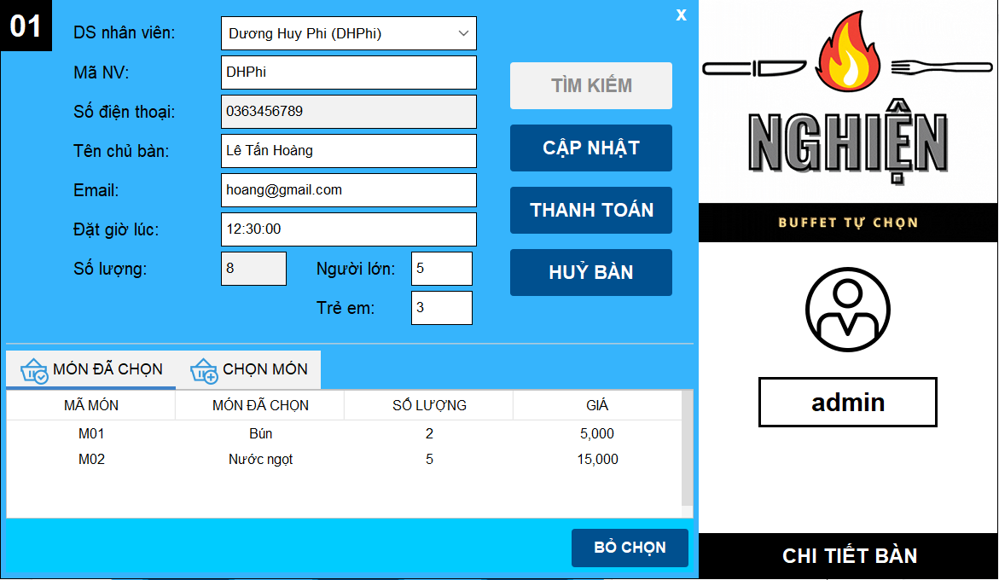 01
DS nhân viên: Dương Huy Phi (DHPhi)
Mã NV: DHPhi
Số điện thoại: 0363456789
Tên chủ bàn: Lê Tấn Hoàng
Email: hoang@gmail.com
Đặt giờ lúc: 12:30:00
Số lượng: 8 Người lớn: 5
Trẻ em: 3
X
TÌM KIẾM
CẬP NHẬT
THANH TOÁN
HUỶ BÀN
MÓN ĐÃ CHỌN CHỌN MÓN
MÃ MÓN MÓN ĐÃ CHỌN SỐ LƯỢNG GIÁ
M01 Bún 2 5,000
M02 Nước ngọt 5 15,000
BỎ CHỌN
NGHIỆN
BUFFET TỰ CHỌN
admin
CHI TIẾT BÀN